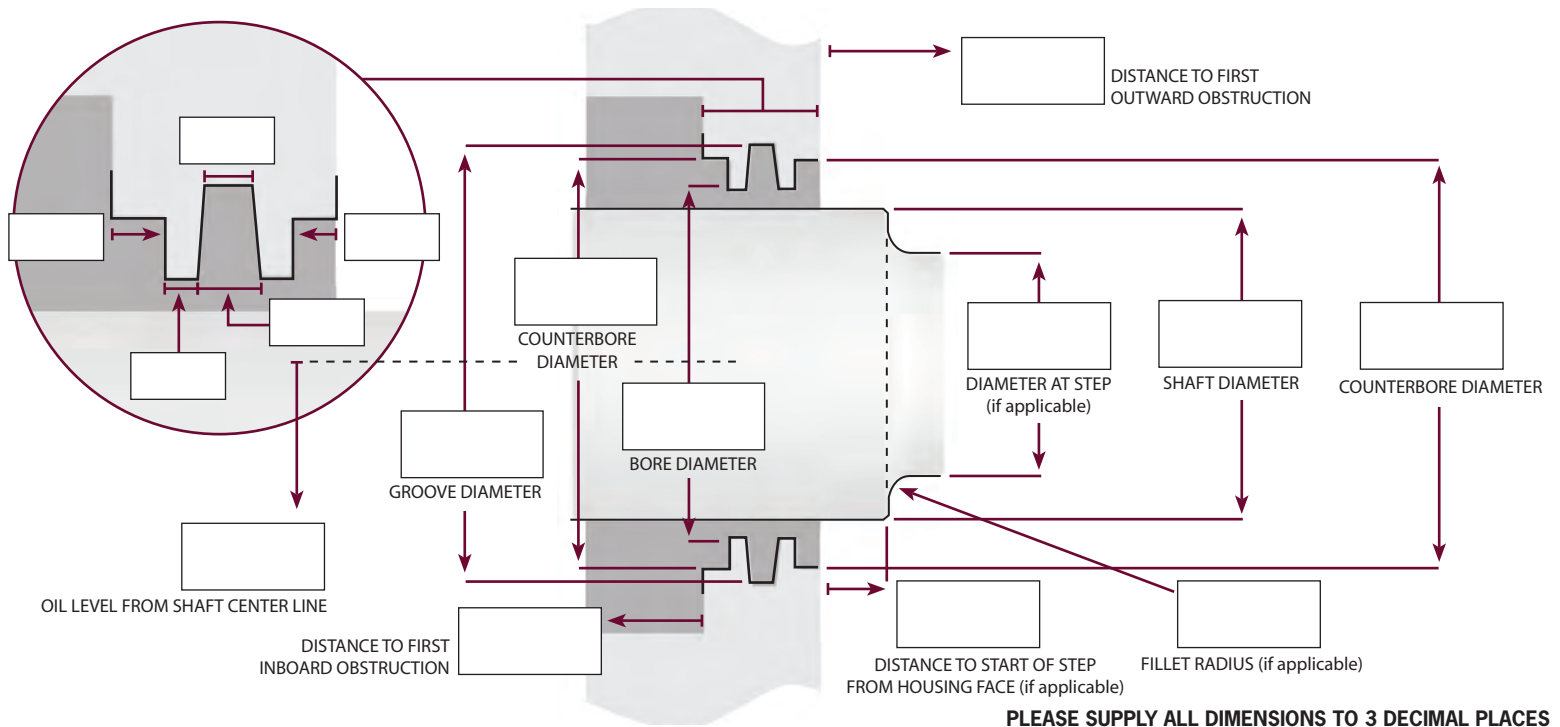 DISTANCE TO FIRST
OUTWARD OBSTRUCTION
COUNTERBORE
DIAMETER
DIAMETER AT STEP
(if applicable)
SHAFT DIAMETER
COUNTERBORE DIAMETER
BORE DIAMETER
GROOVE DIAMETER
OIL LEVEL FROM SHAFT CENTER LINE
DISTANCE TO FIRST
INBOARD OBSTRUCTION
DISTANCE TO START OF STEP
FROM HOUSING FACE (if applicable)
FILLET RADIUS (if applicable)
PLEASE SUPPLY ALL DIMENSIONS TO 3 DECIMAL PLACES